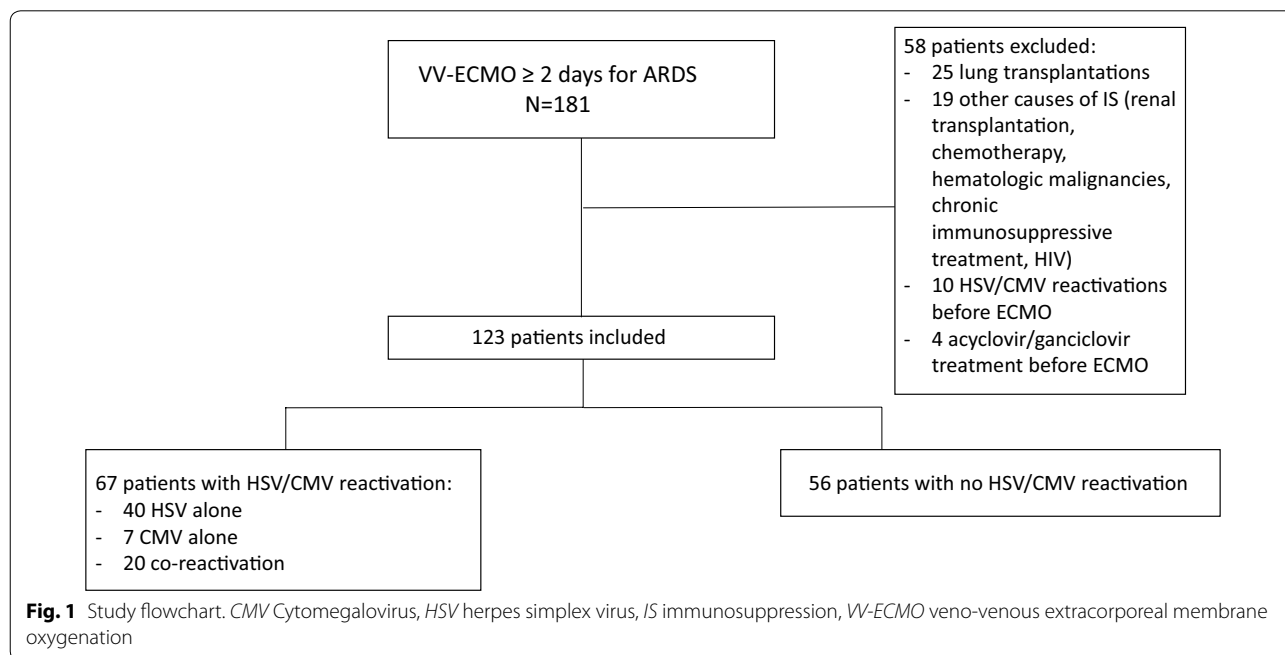 VV-ECMO ≥ 2 days for ARDS
N=181
58 patients excluded:
- 25 lung transplantations
- 19 other causes of IS (renal
transplantation,
chemotherapy,
hematologic malignancies,
chronic
immunosuppressive
treatment, HIV)
- 10 HSV/CMV reactivations
before ECMO
- 4 acyclovir/ganciclovir
treatment before ECMO
123 patients included
67 patients with HSV/CMV reactivation:
- 40 HSV alone
- 7 CMV alone
- 20 co-reactivation
56 patients with no HSV/CMV reactivation
Fig. 1 Study flowchart. CMV Cytomegalovirus, HSV herpes simplex virus, IS immunosuppression, VV-ECMO veno-venous extracorporeal membrane
oxygenation